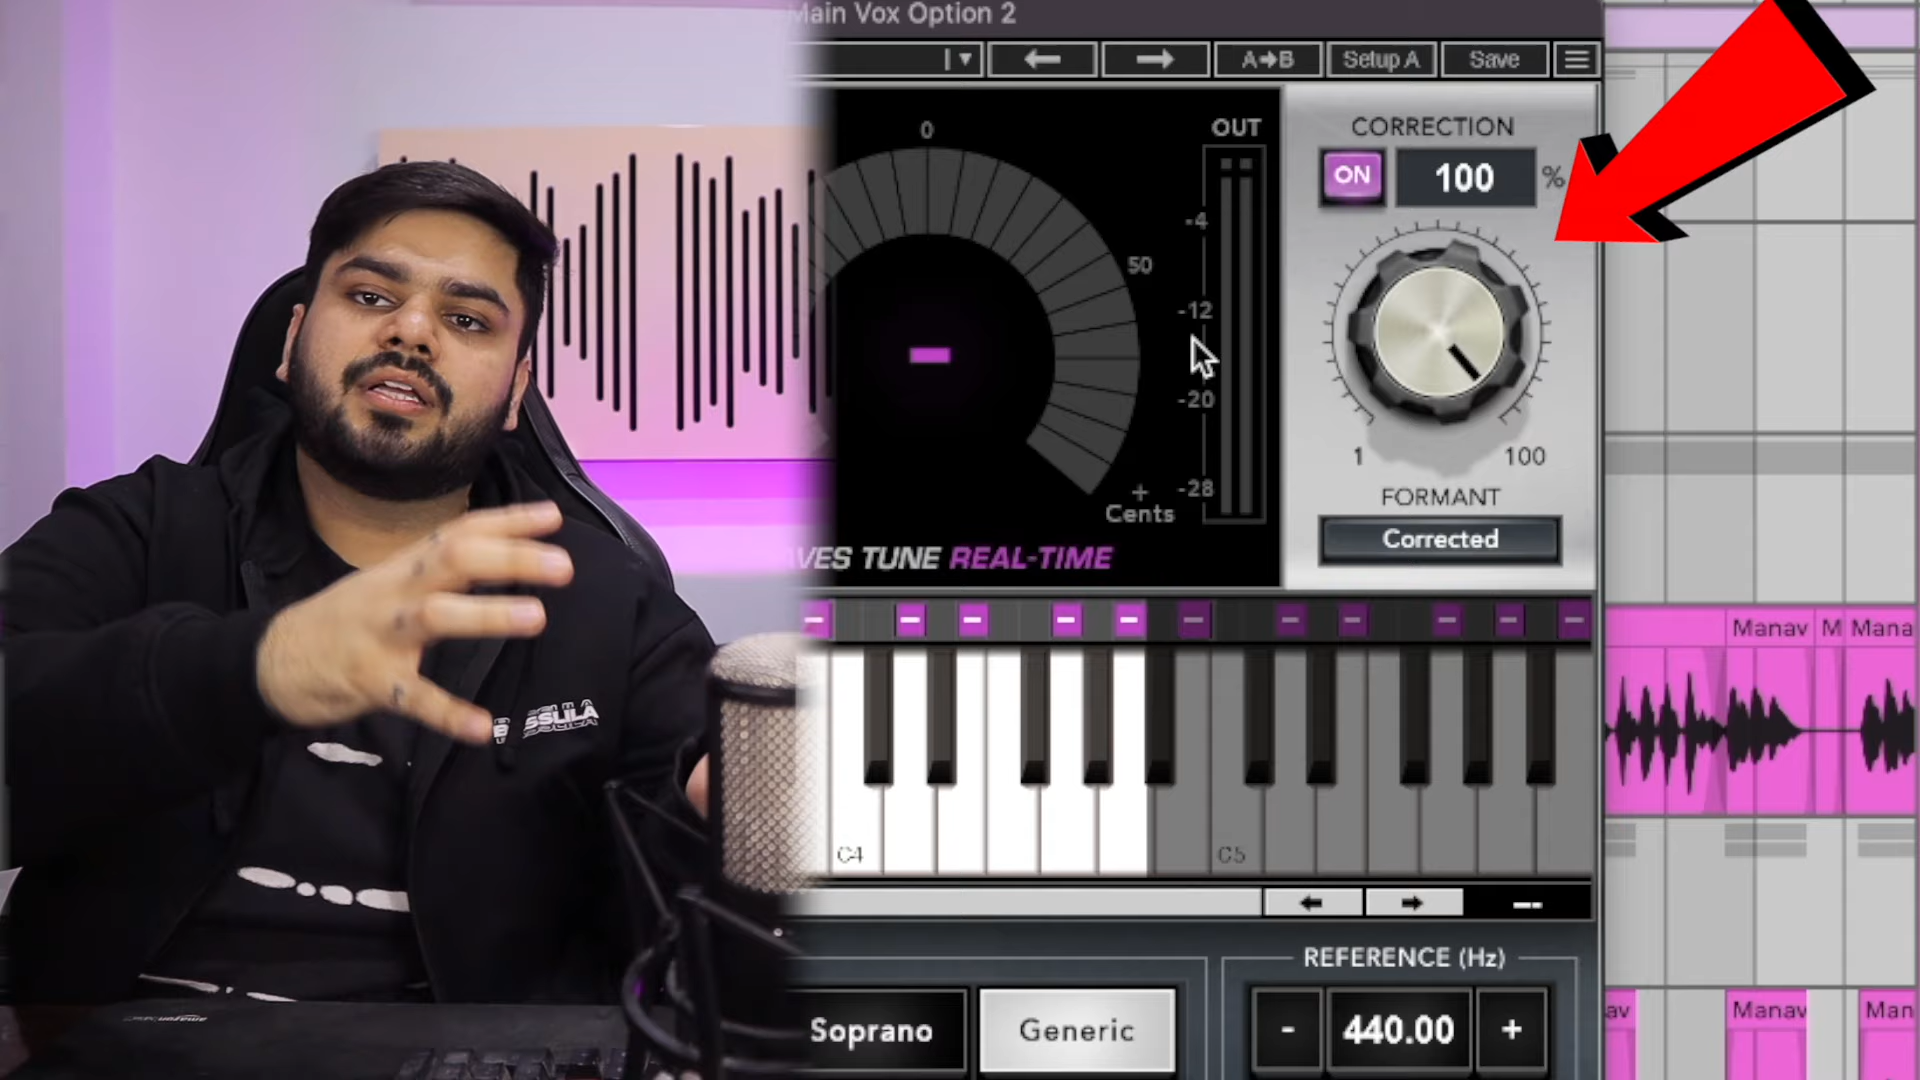 Main Vox Option 2
A B Setup A Save
0 OUT CORRECTION
ON 100 %
-4
50
-12
-20
1 100
-28
+
Cents
FORMANT
Corrected
VES TUNE REAL-TIME
Manav M Mana
SSLILA
C4 C5
REFERENCE (Hz)
Soprano Generic - 440.00 +
av Manav Man